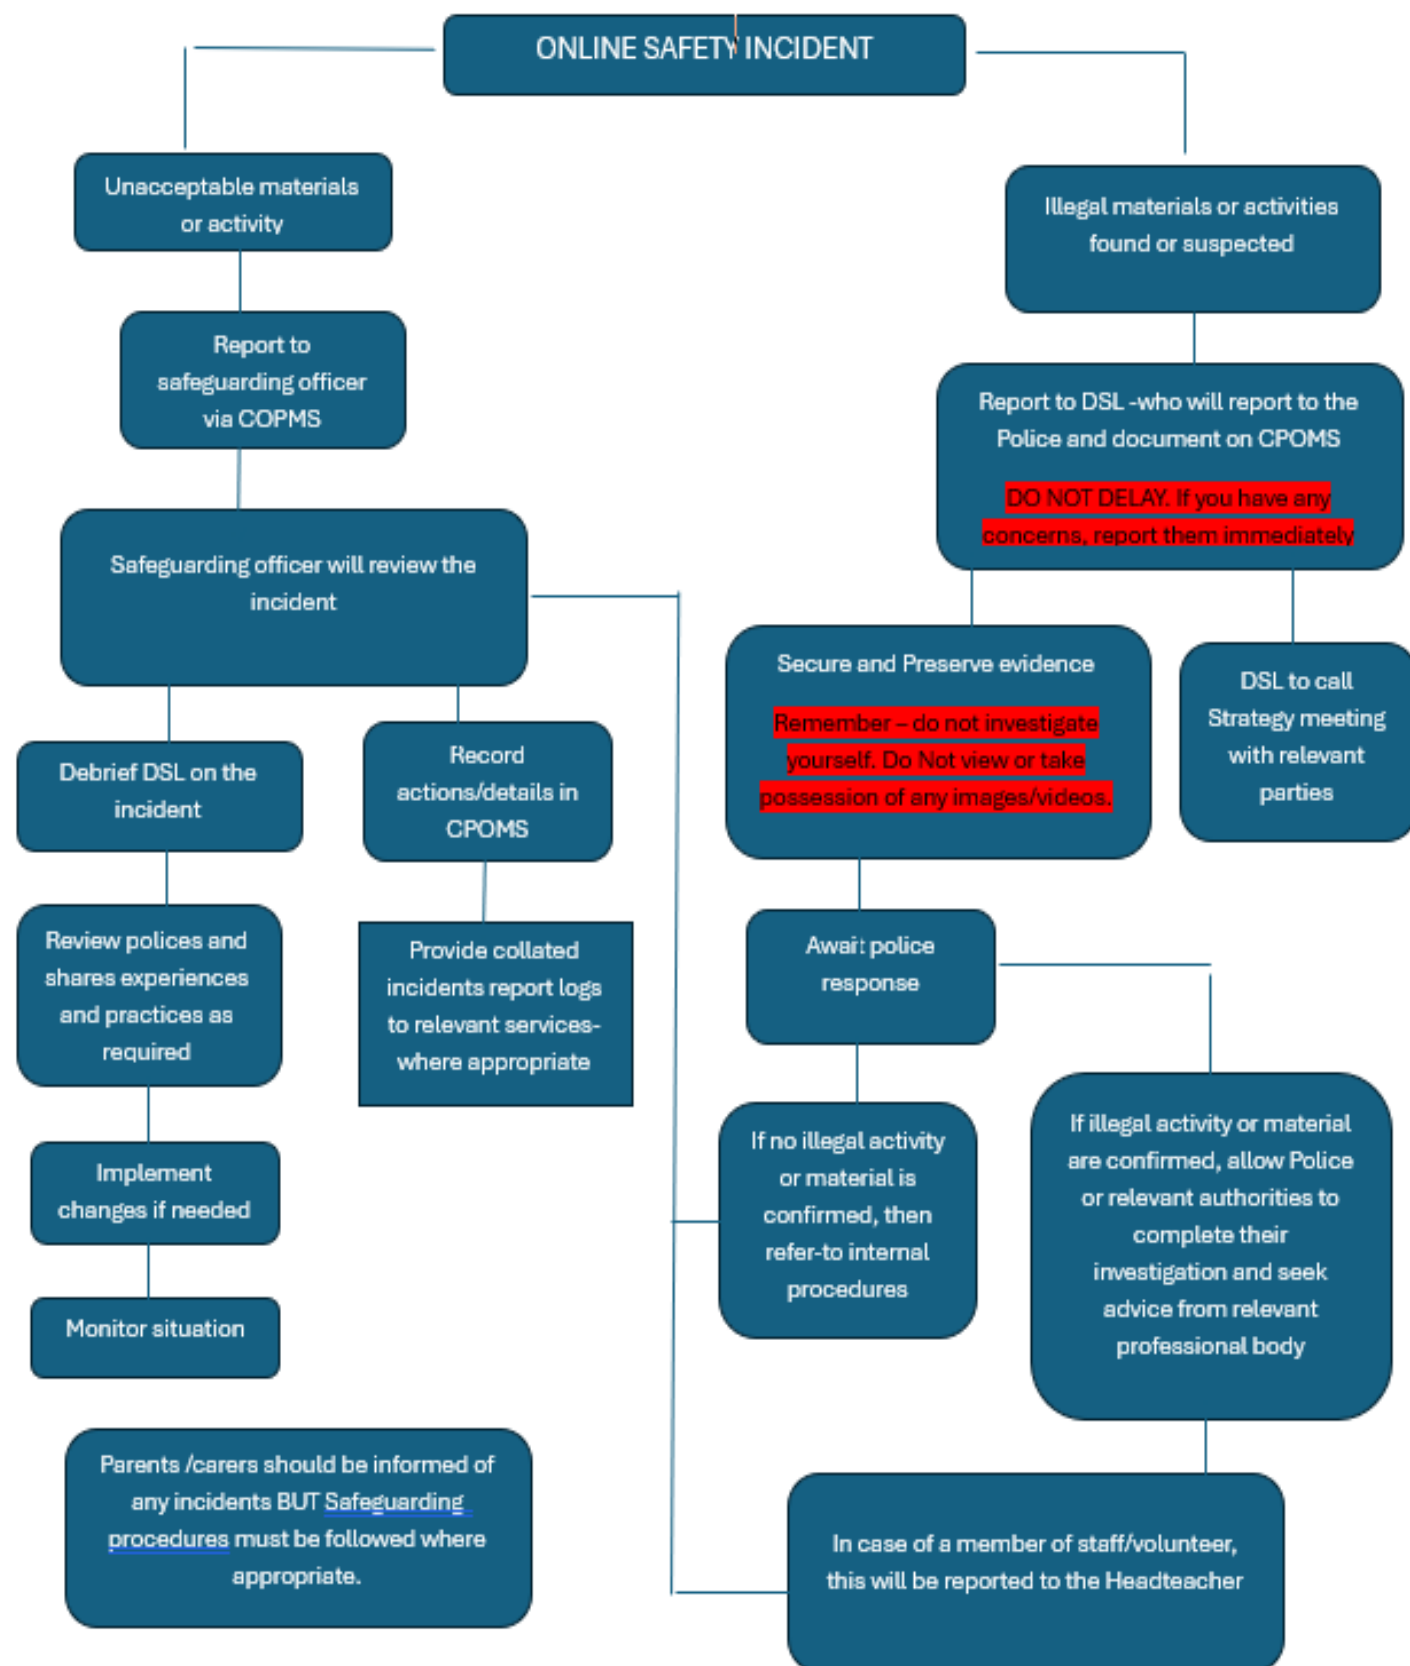 ONLINE SAFETY INCIDENT
Unacceptable materials
or activity
Illegal materials or activities
found or suspected
Report to
safeguarding officer
via COPMS
Report to DSL -who will report to the
Police and document on CPOMS
DO NOT DELAY. If you have any
concerns, report them immediately
Safeguarding officer will review the
incident
Secure and Preserve evidence
Remember – do not investigate
yourself. Do Not view or take
possession of any images/videos.
DSL to call
Strategy meeting
with relevant
parties
Debrief DSL on the
incident
Record
actions/details in
CPOMS
Review polices and
shares experiences
and practices as
required
Provide collated
incidents report logs
to relevant services-
where appropriate
Await police
response
Implement
changes if needed
If no illegal activity
or material is
confirmed, then
refer-to internal
procedures
If illegal activity or material
are confirmed, allow Police
or relevant authorities to
complete their
investigation and seek
advice from relevant
professional body
Monitor situation
Parents /carers should be informed of
any incidents BUT Safeguarding
procedures must be followed where
appropriate.
In case of a member of staff/volunteer,
this will be reported to the Headteacher